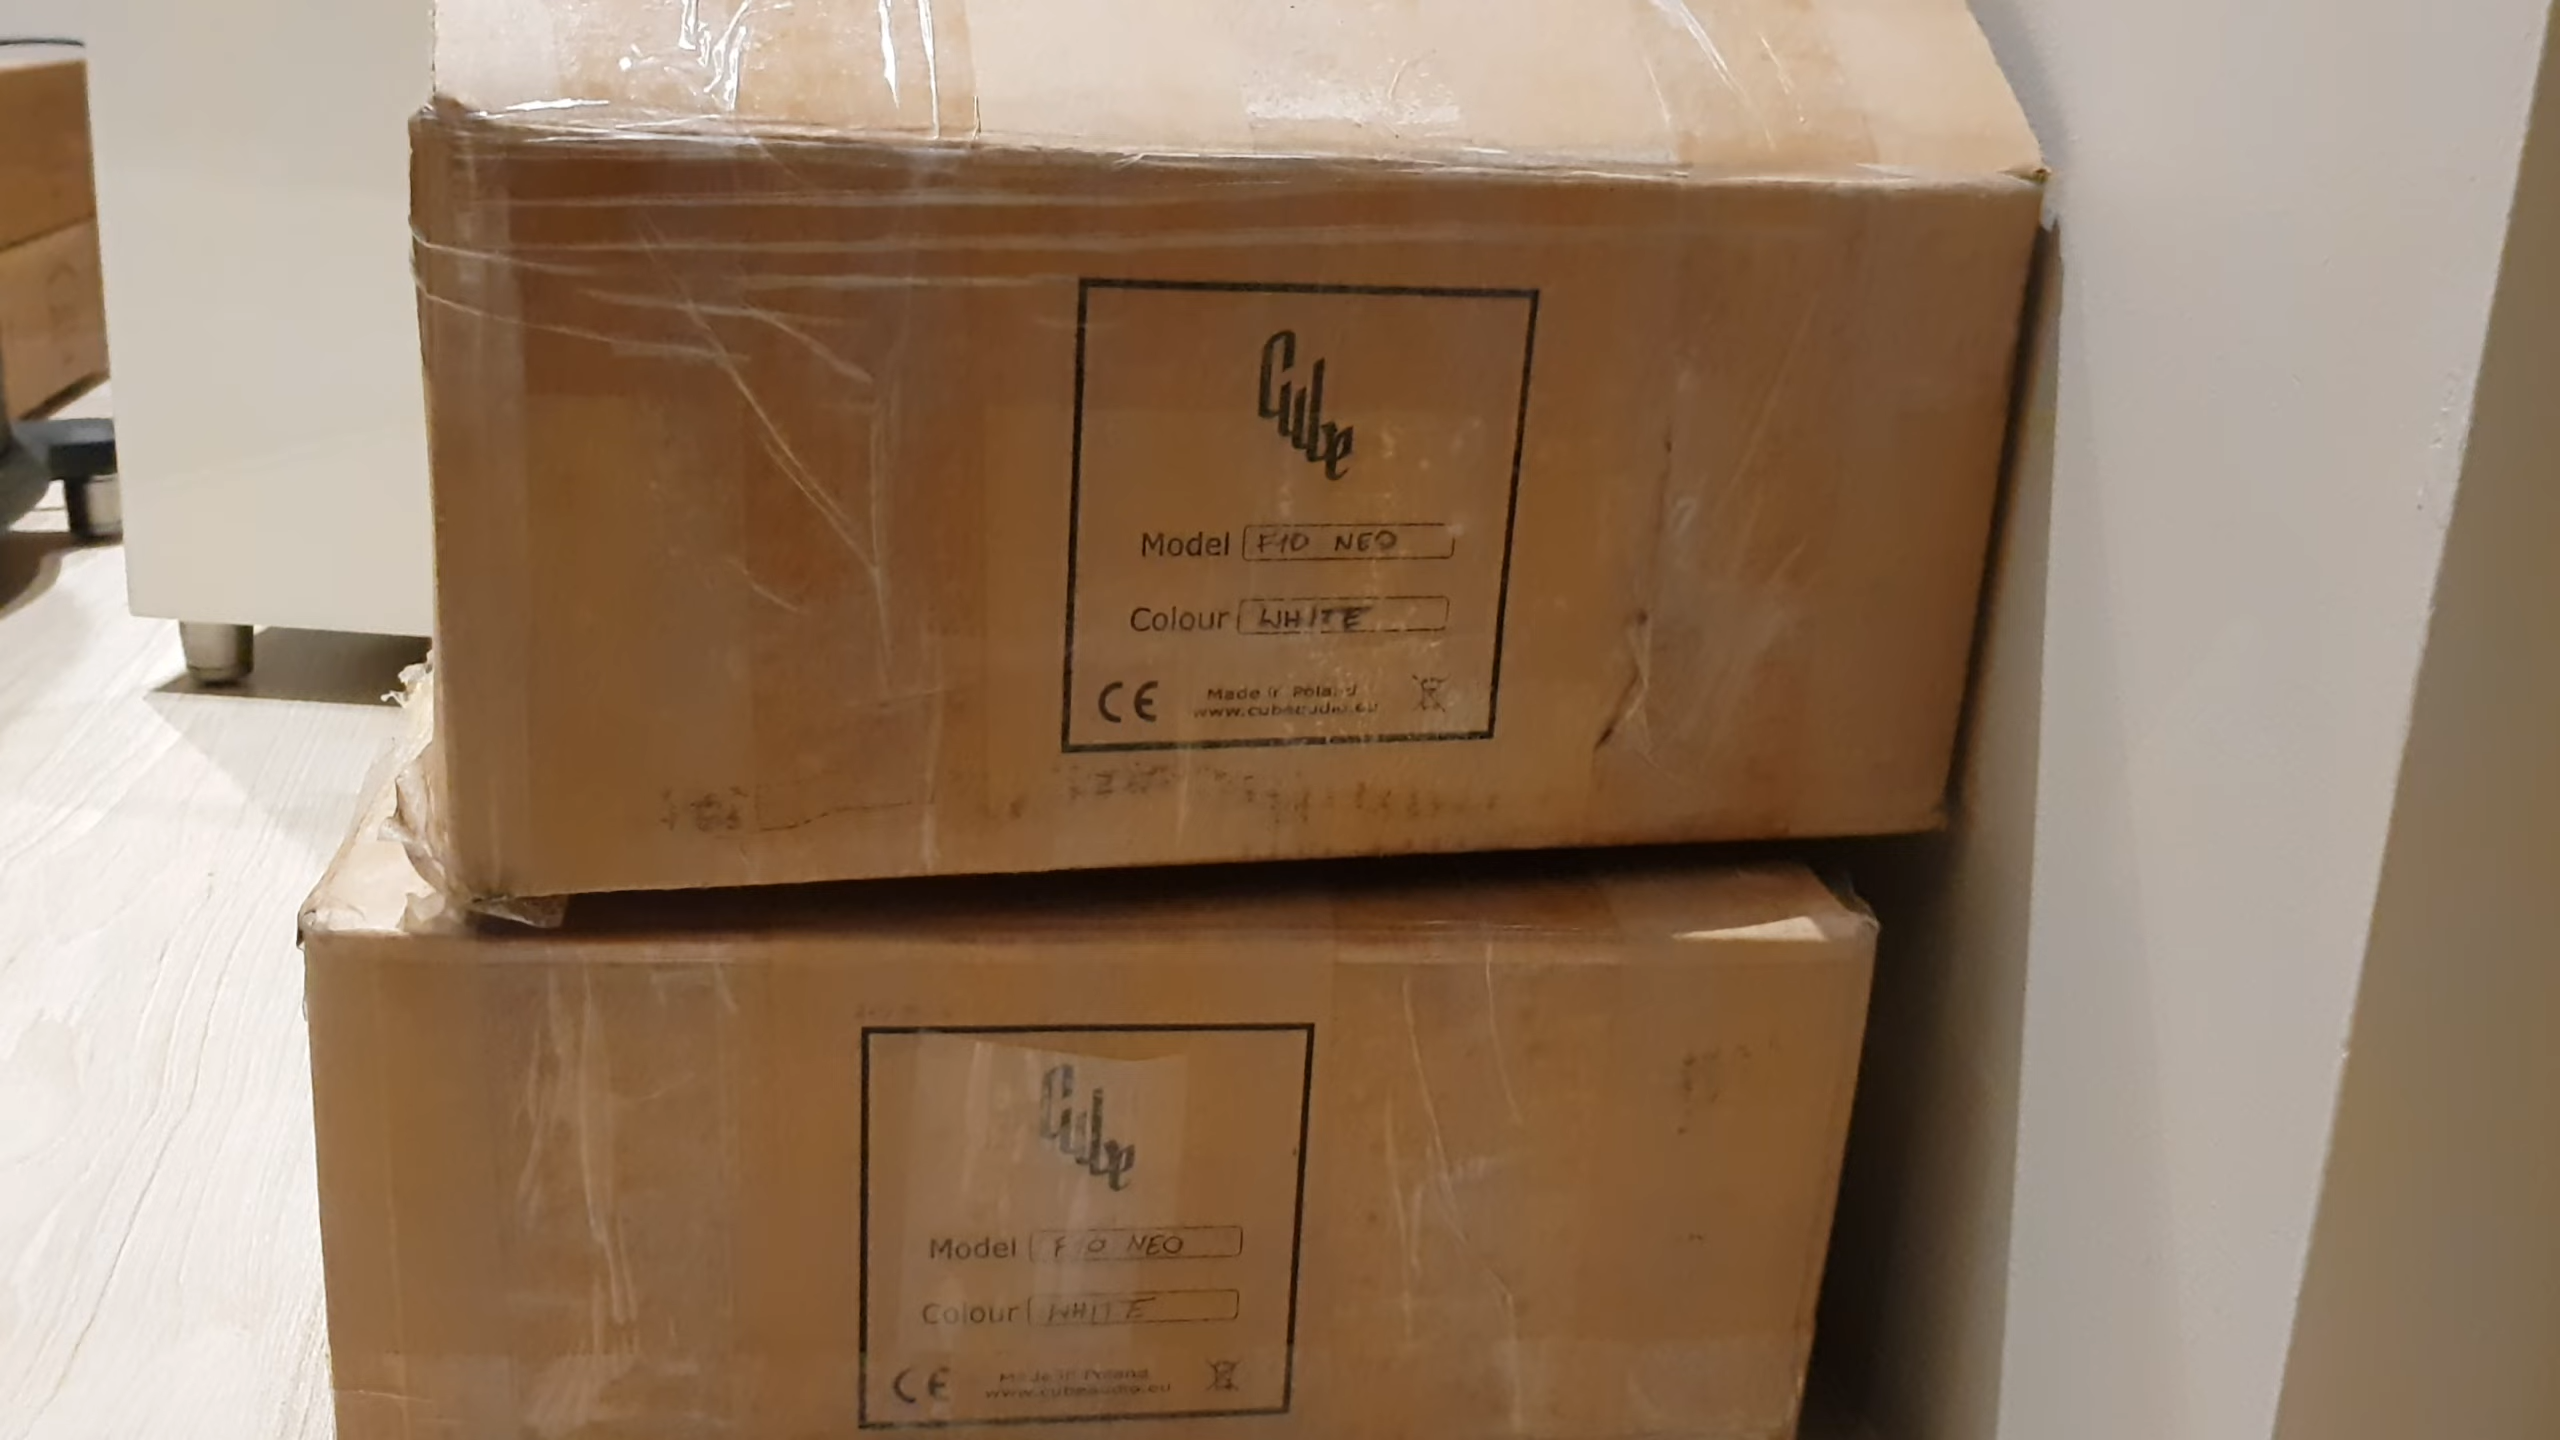 Cube
Model F10 NEO
Colour WHITE
CE Made in Poland
www.cubeaudio.eu
Cube
Model F10 NEO
Colour WHITE
CE Made in Poland
www.cubeaudio.eu